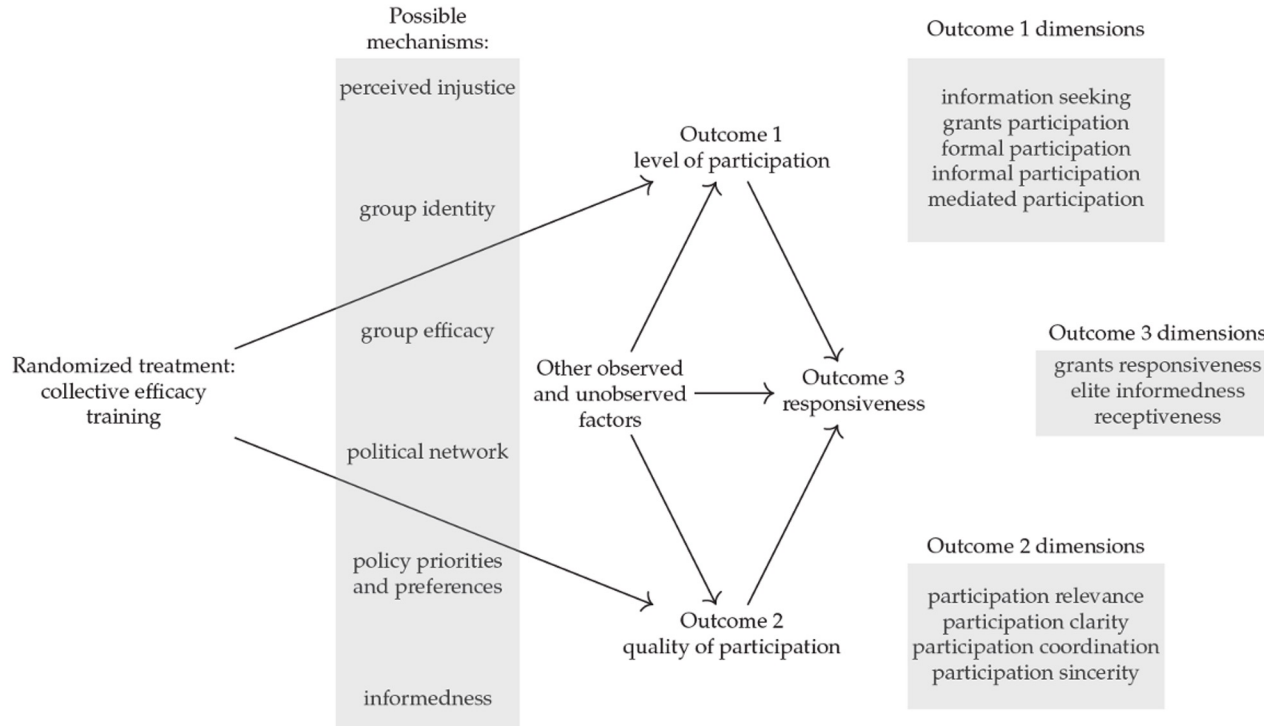 Possible
mechanisms:
perceived injustice
group identity
group efficacy
political network
policy priorities
and preferences
informedness
Randomized treatment:
collective efficacy
training
Outcome 1
level of participation
Other observed
and unobserved
factors
Outcome 3
responsiveness
Outcome 2
quality of participation
Outcome 1 dimensions
information seeking
grants participation
formal participation
informal participation
mediated participation
Outcome 3 dimensions
grants responsiveness
elite informedness
receptiveness
Outcome 2 dimensions
participation relevance
participation clarity
participation coordination
participation sincerity